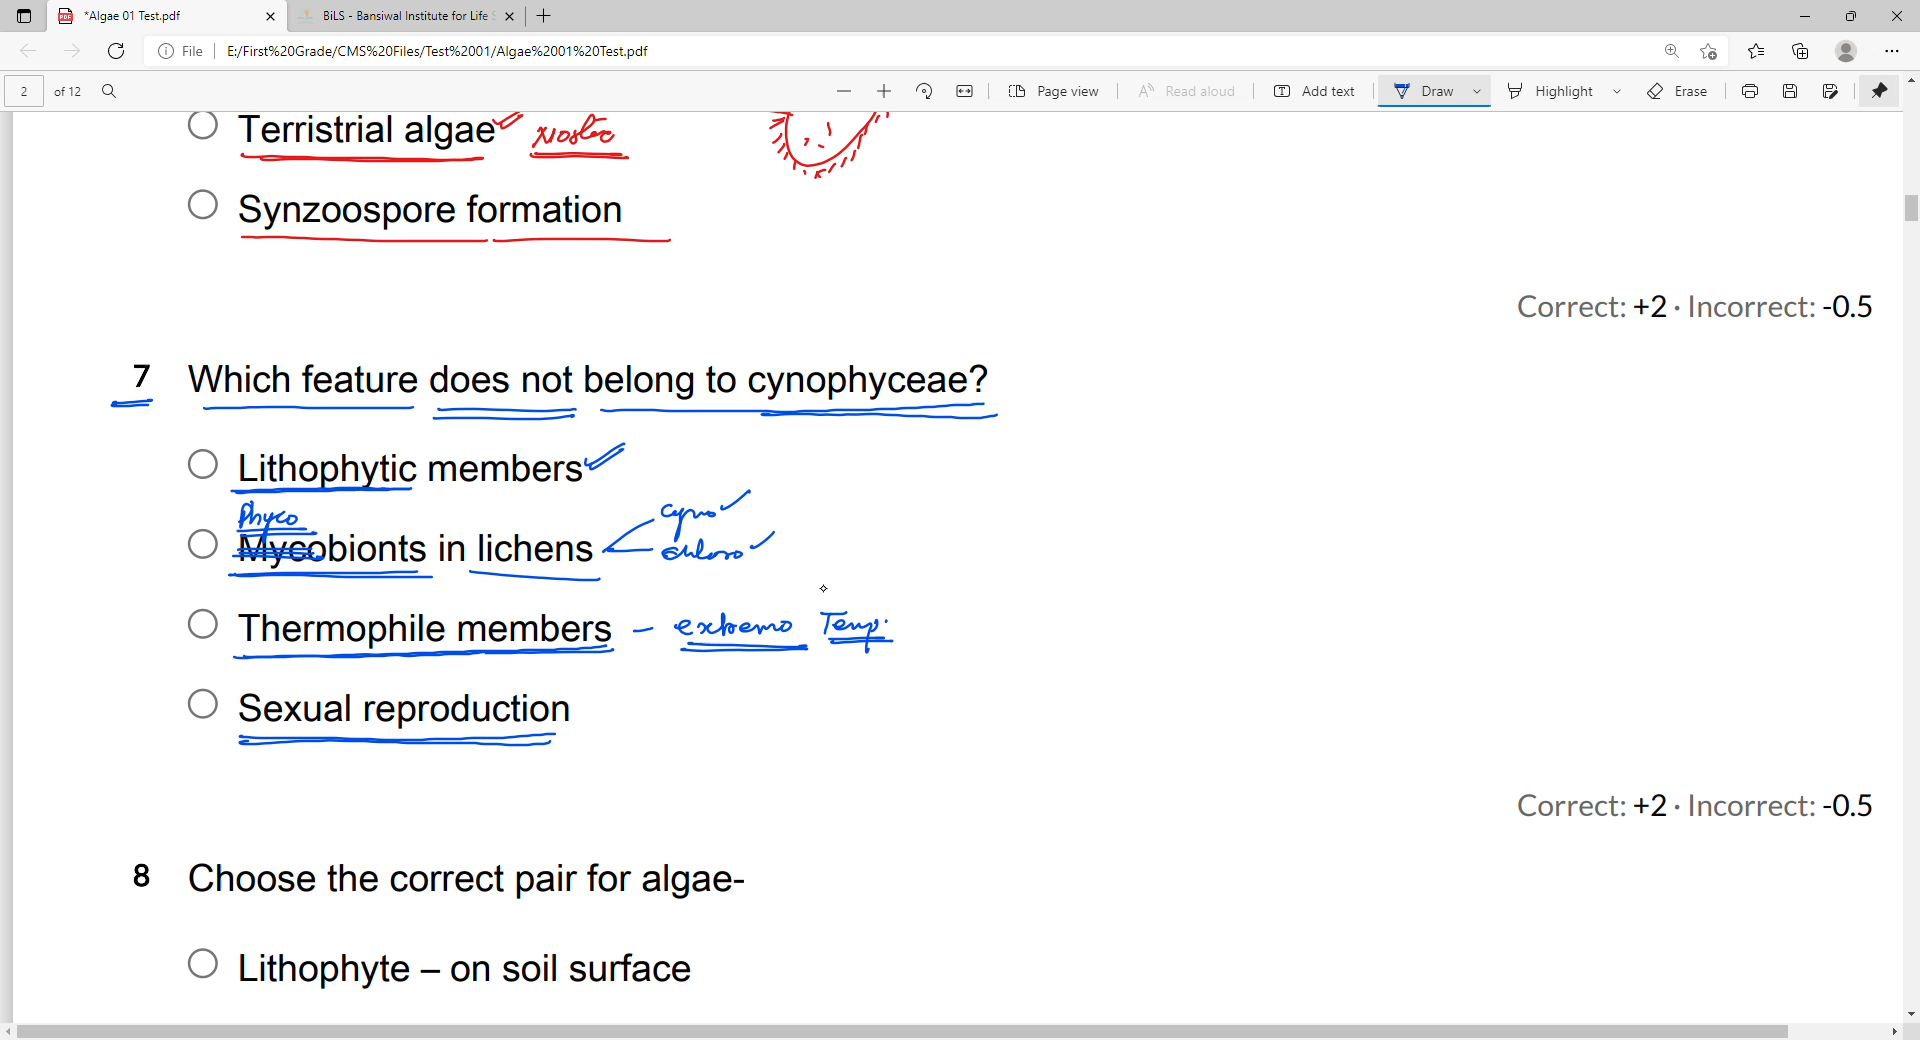 *Algae 01 Test.pdf
BiLS - Bansiwal Institute for Life S
File E:/First%20Grade/CMS%20Files/Test%2001/Algae%2001%20Test.pdf
2 of 12 Page view Read aloud Add text Draw Highlight Erase
Terristrial algae Nostoc
Synzoospore formation
Correct: +2 · Incorrect: -0.5
7 Which feature does not belong to cynophyceae?
Lithophytic members
Phyco
Cyno
Mycobionts in lichens
Chloro
Thermophile members - extremo Temp.
Sexual reproduction
Correct: +2 · Incorrect: -0.5
8 Choose the correct pair for algae-
Lithophyte – on soil surface